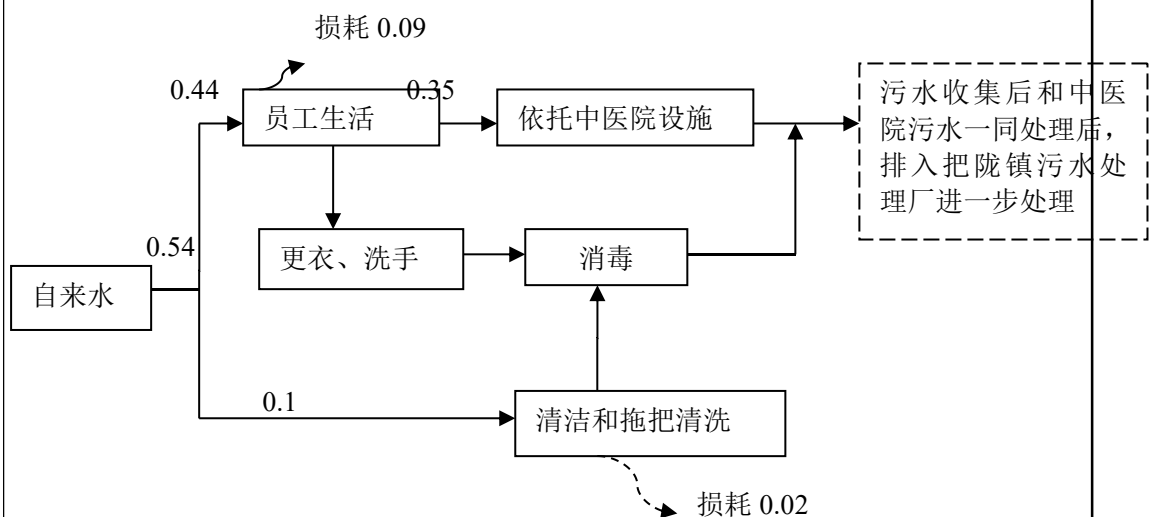 损耗 0.09
0.44
员工生活
0.35
依托中医院设施
污水收集后和中医
院污水一同处理后，
排入把陇镇污水处
理厂进一步处理
更衣、洗手
消毒
0.54
自来水
0.1
清洁和拖把清洗
损耗 0.02